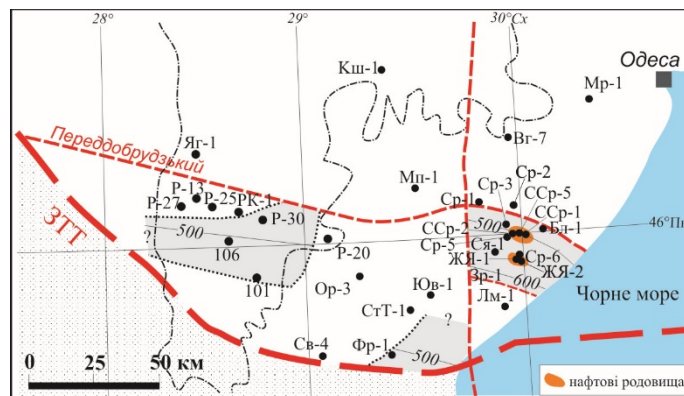 28°
29°
30°Сх
Одеса
Кш-1
Мр-1
Вг-7
Переддобрудзький
Яг-1
Р-13
Р-25
РК-1
Р-27
Р-30
Мп-1
Ср-1
Ср-3
Ср-2
ССр-5
ССр-1
Бл-1
46°Пн
500
ССр-2
Ср-5
Ся-1
ЖЯ-1
Ср-6
ЖЯ-2
Зр-1
600
ЗТТ
?
106
Р-20
101
Ор-3
Юв-1
Лм-1
СтТ-1
?
Чорне море
0 25 50 км
Св-4
Фр-1
500
500
нафтові родовища